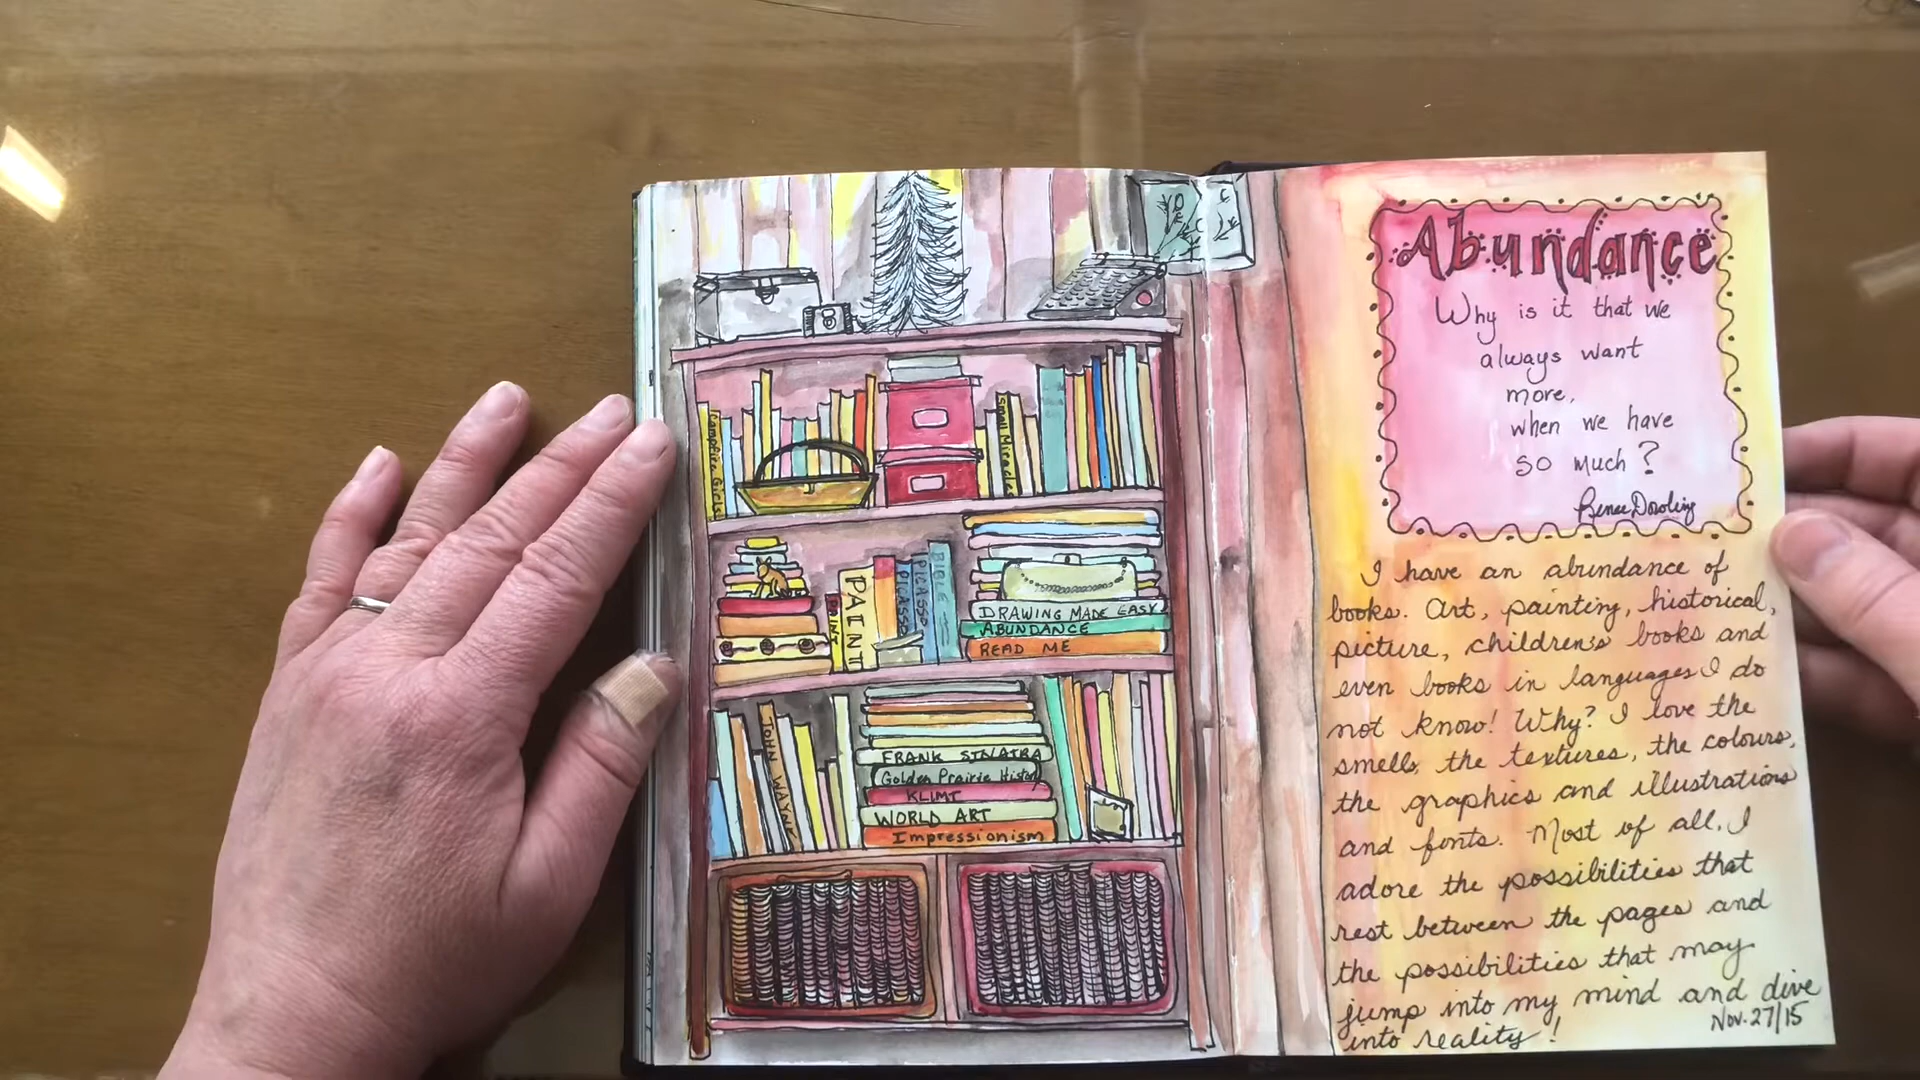 Campfire Girls
Small Miracles
PAINT
PAINT
PICASSO
PICASSO
BIBLE
DRAWING MADE EASY
ABUNDANCE
READ ME
JOHN WAYNE
FRANK SINATRA
Golden Prairie History
KLIMT
WORLD ART
Impressionism
Abundance
Why is it that we
always want
more,
when we have
so much?
Renee Dowling
I have an abundance of
books. Art, painting, historical,
picture, children's books and
even books in languages I do
not know! Why? I love the
smells, the textures, the colours,
the graphics and illustrations
and fonts. Most of all, I
adore the possibilities that
rest between the pages and
the possibilities that may
jump into my mind and dive
into reality!
Nov. 27/15